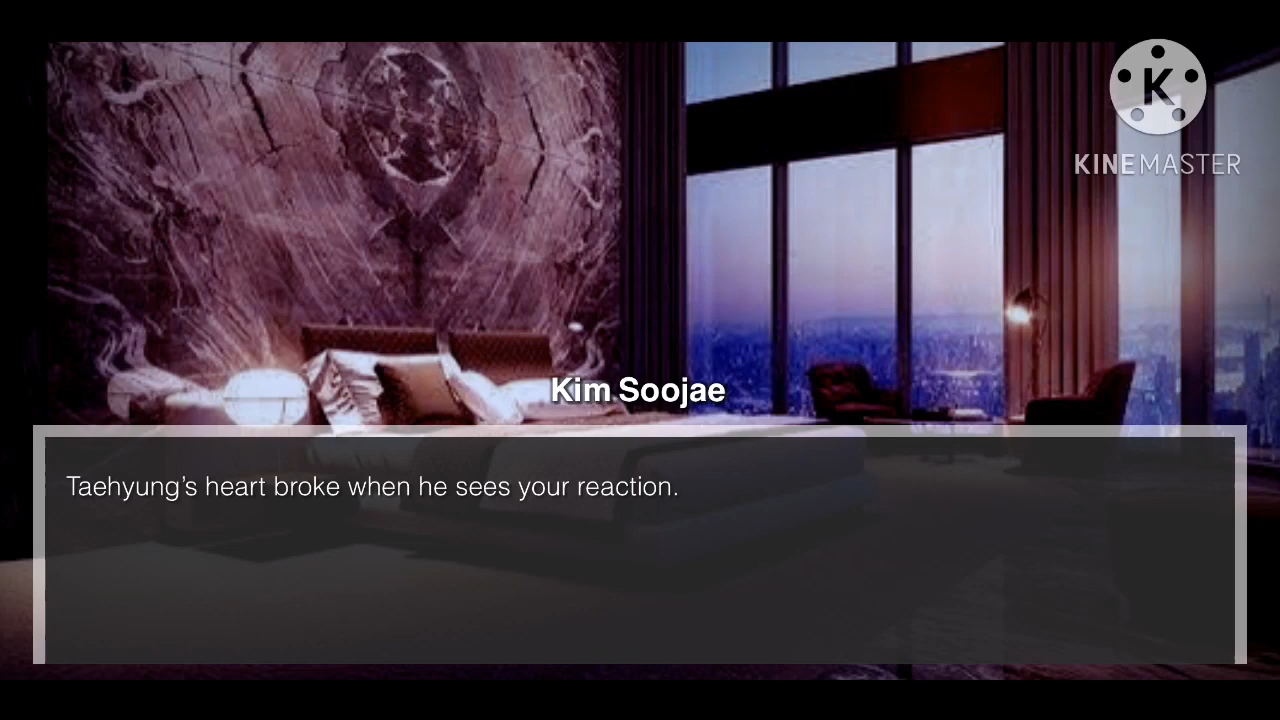 K
KINEMASTER
Kim Soojae
Taehyung's heart broke when he sees your reaction.